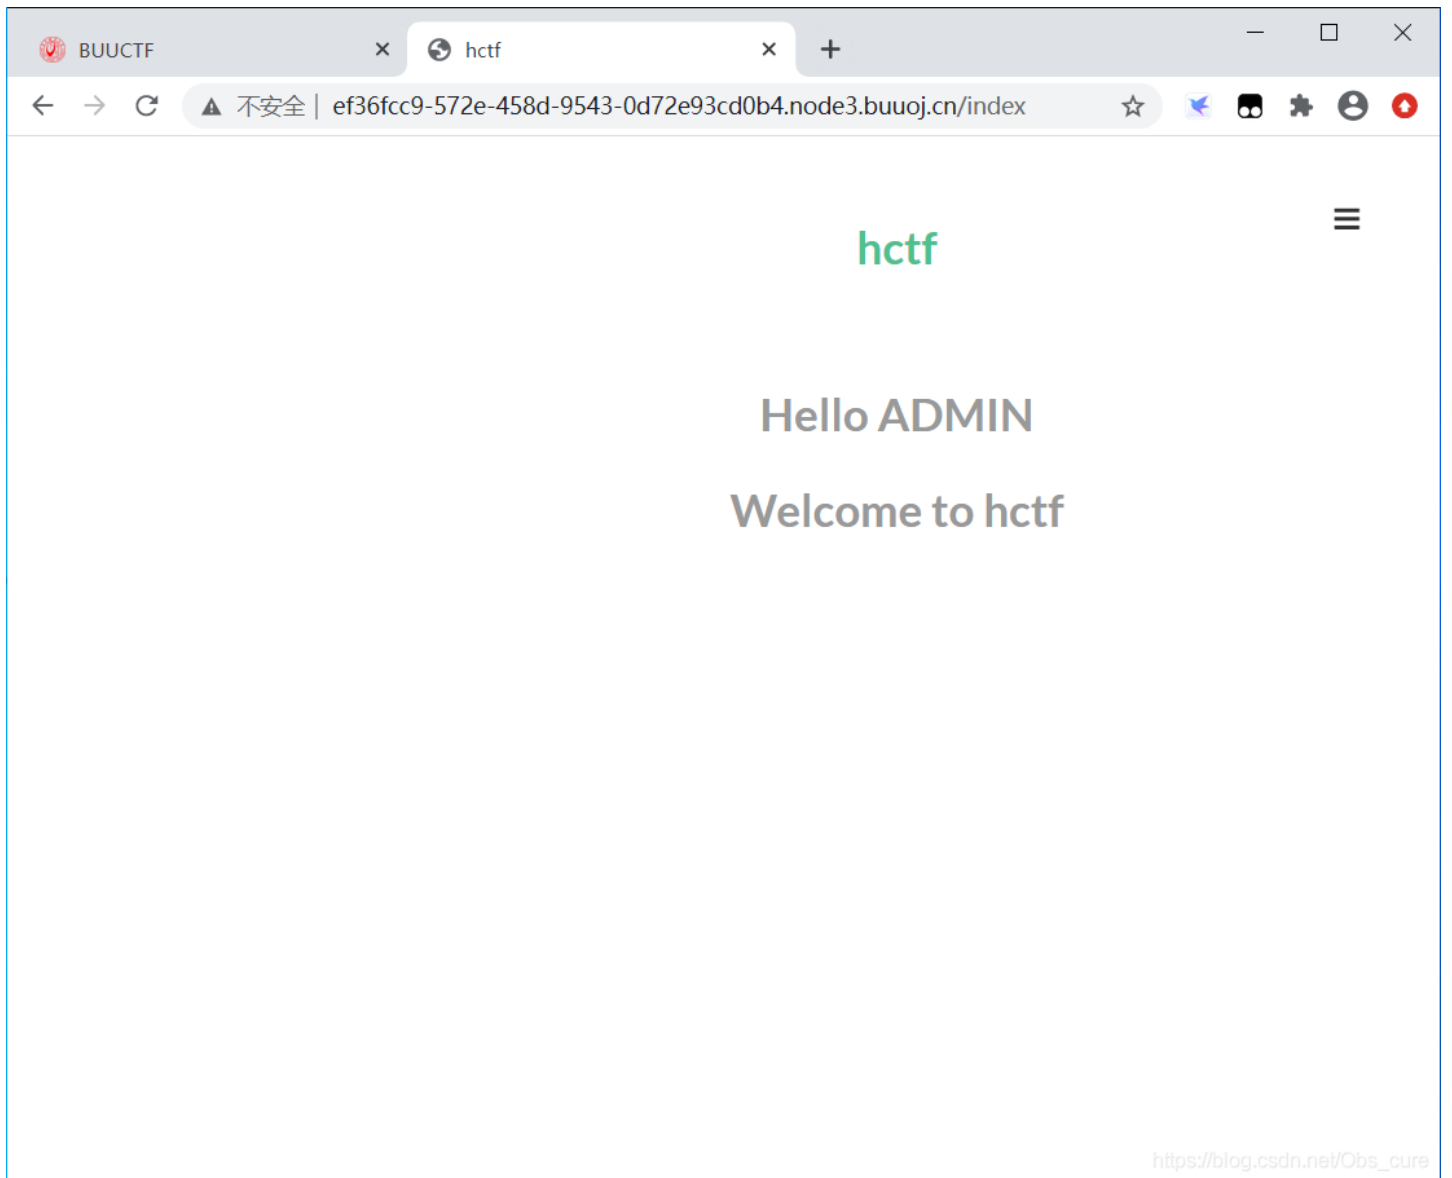 BUUCTF
hctf
不安全 | ef36fcc9-572e-458d-9543-0d72e93cd0b4.node3.buuoj.cn/index
hctf
Hello ADMIN
Welcome to hctf
https://blog.csdn.net/Obs_cure